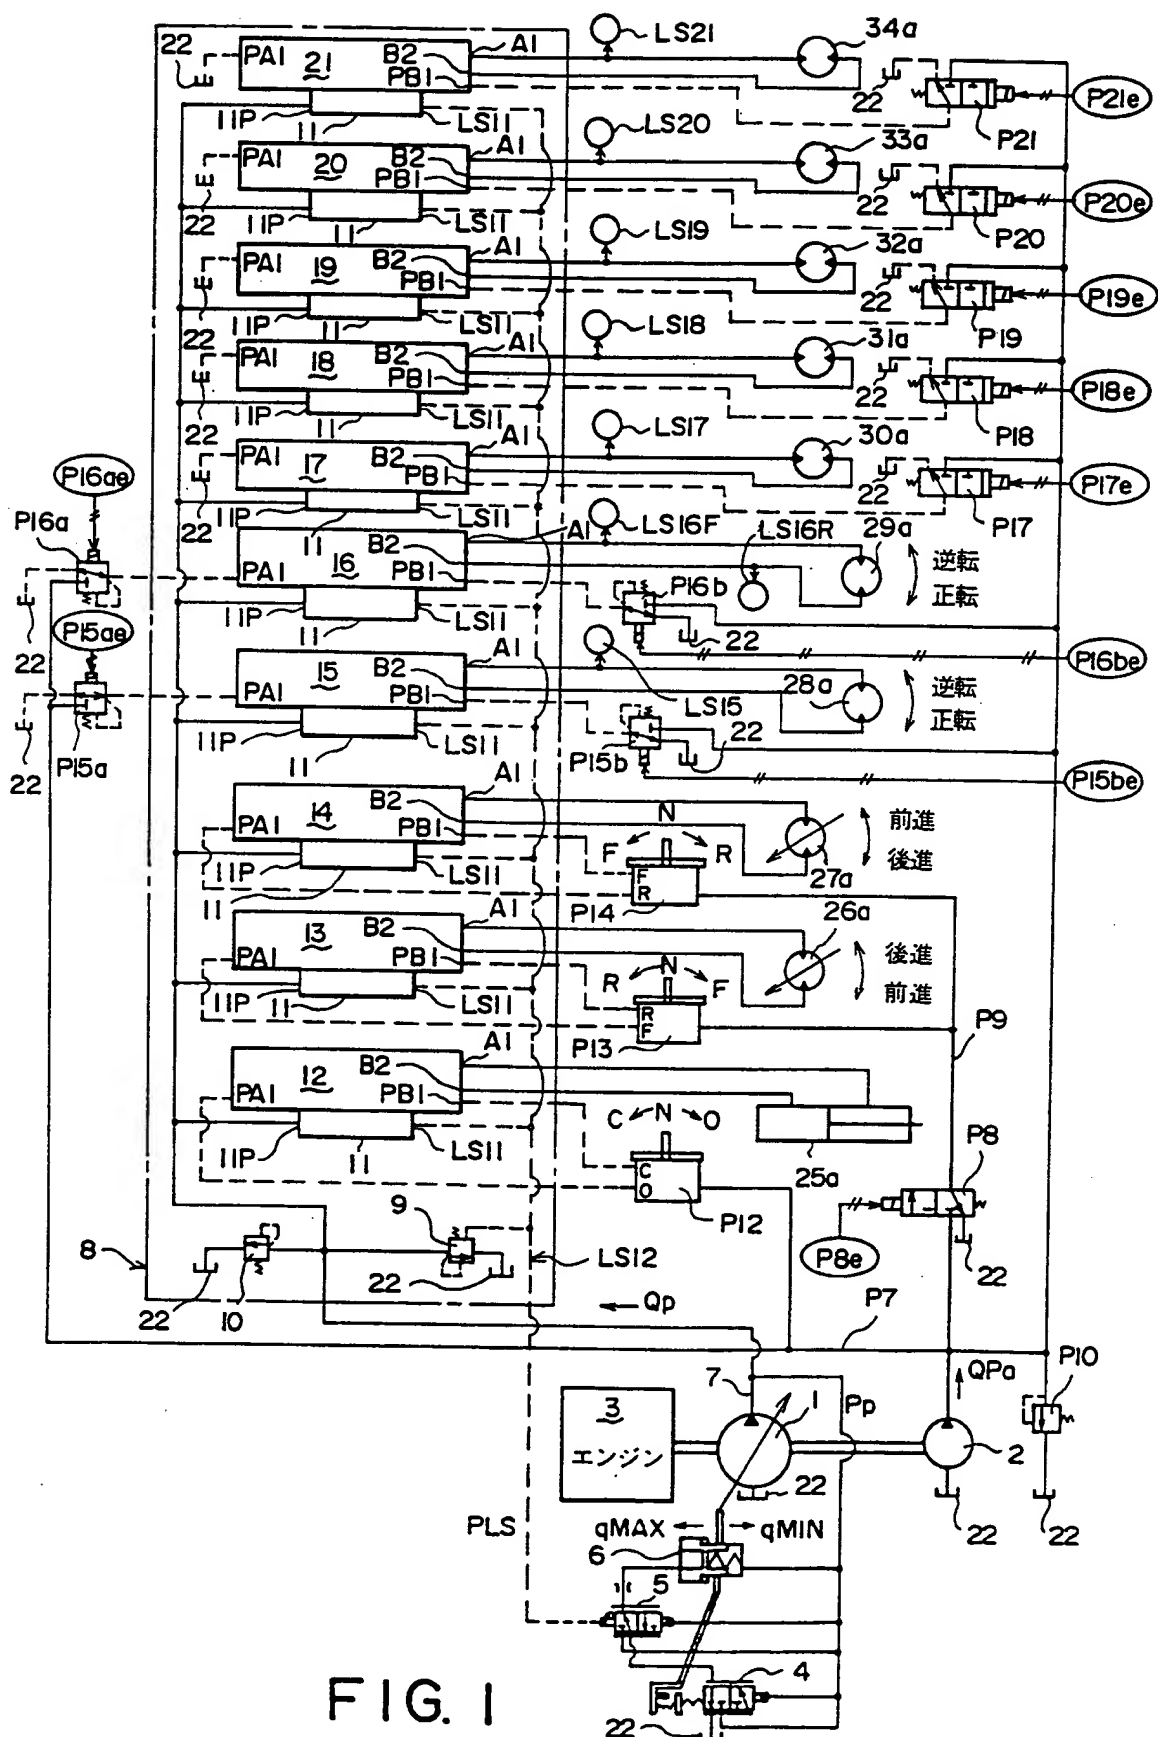 22 PA1 21 B2 PB1 A1 LS21 34a 22 P21e
11P 11 LS11 P21
PA1 20 B2 PB1 A1 LS20 33a 22 P20e
22 11P 11 LS11 P20
PA1 19 B2 PB1 A1 LS19 32a 22 P19e
22 11P 11 LS11 P19
PA1 18 B2 PB1 A1 LS18 31a 22 P18e
22 11P 11 LS11 P18
PA1 17 B2 PB1 A1 LS17 30a 22 P17e
22 11P 11 LS11 P17
P16ae
P16a
PA1 16 B2 PB1 A1 LS16F LS16R 29a 逆転
正転
11P 11 LS11 P16b 22
22 P15ae P16be
PA1 15 B2 PB1 A1 LS15 28a 逆転
正転
22 P15a 11P 11 LS11 P15b 22
P15be
PA1 14 B2 PB1 A1 F N R 27a 前進
後進
11P 11 LS11 F
R
P14
PA1 13 B2 PB1 A1 R N F 26a 後進
前進
11P 11 LS11 R
F
P13 P9
PA1 12 B2 PB1 A1 C N O 25a
11P 11 LS11 C
O
P12 P8
8 22 10 9 22 LS12 P8e 22
Qp P7
QPa P10
3
エンジン
7 1 Pp 2
22 22 22
PLS qMAX qMIN
6
5
4
22
FIG. 1